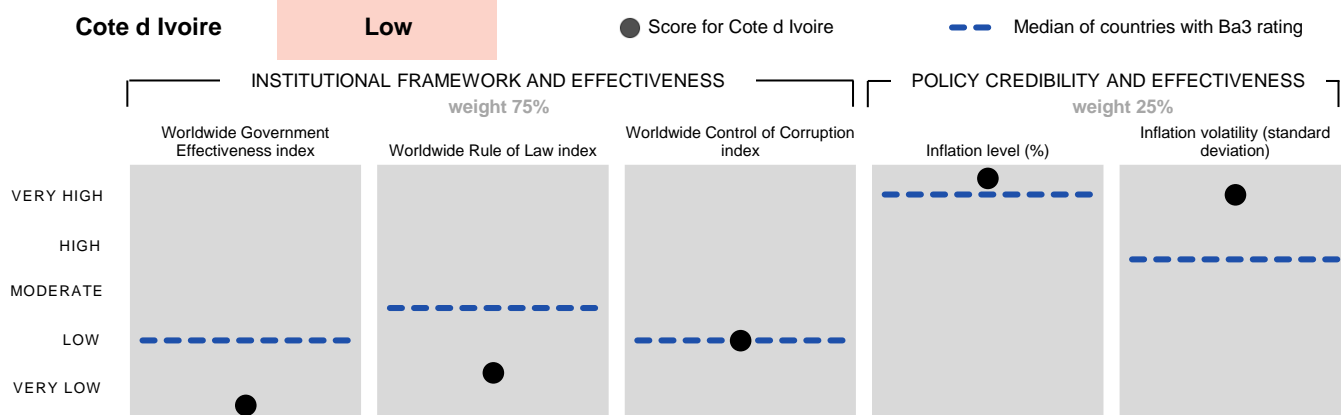 Cote d Ivoire
Low
Score for Cote d Ivoire
Median of countries with Ba3 rating
INSTITUTIONAL FRAMEWORK AND EFFECTIVENESS
weight 75%
POLICY CREDIBILITY AND EFFECTIVENESS
weight 25%
Worldwide Government
Effectiveness index
Worldwide Rule of Law index
Worldwide Control of Corruption
index
Inflation level (%)
Inflation volatility (standard
deviation)
VERY HIGH
HIGH
MODERATE
LOW
VERY LOW